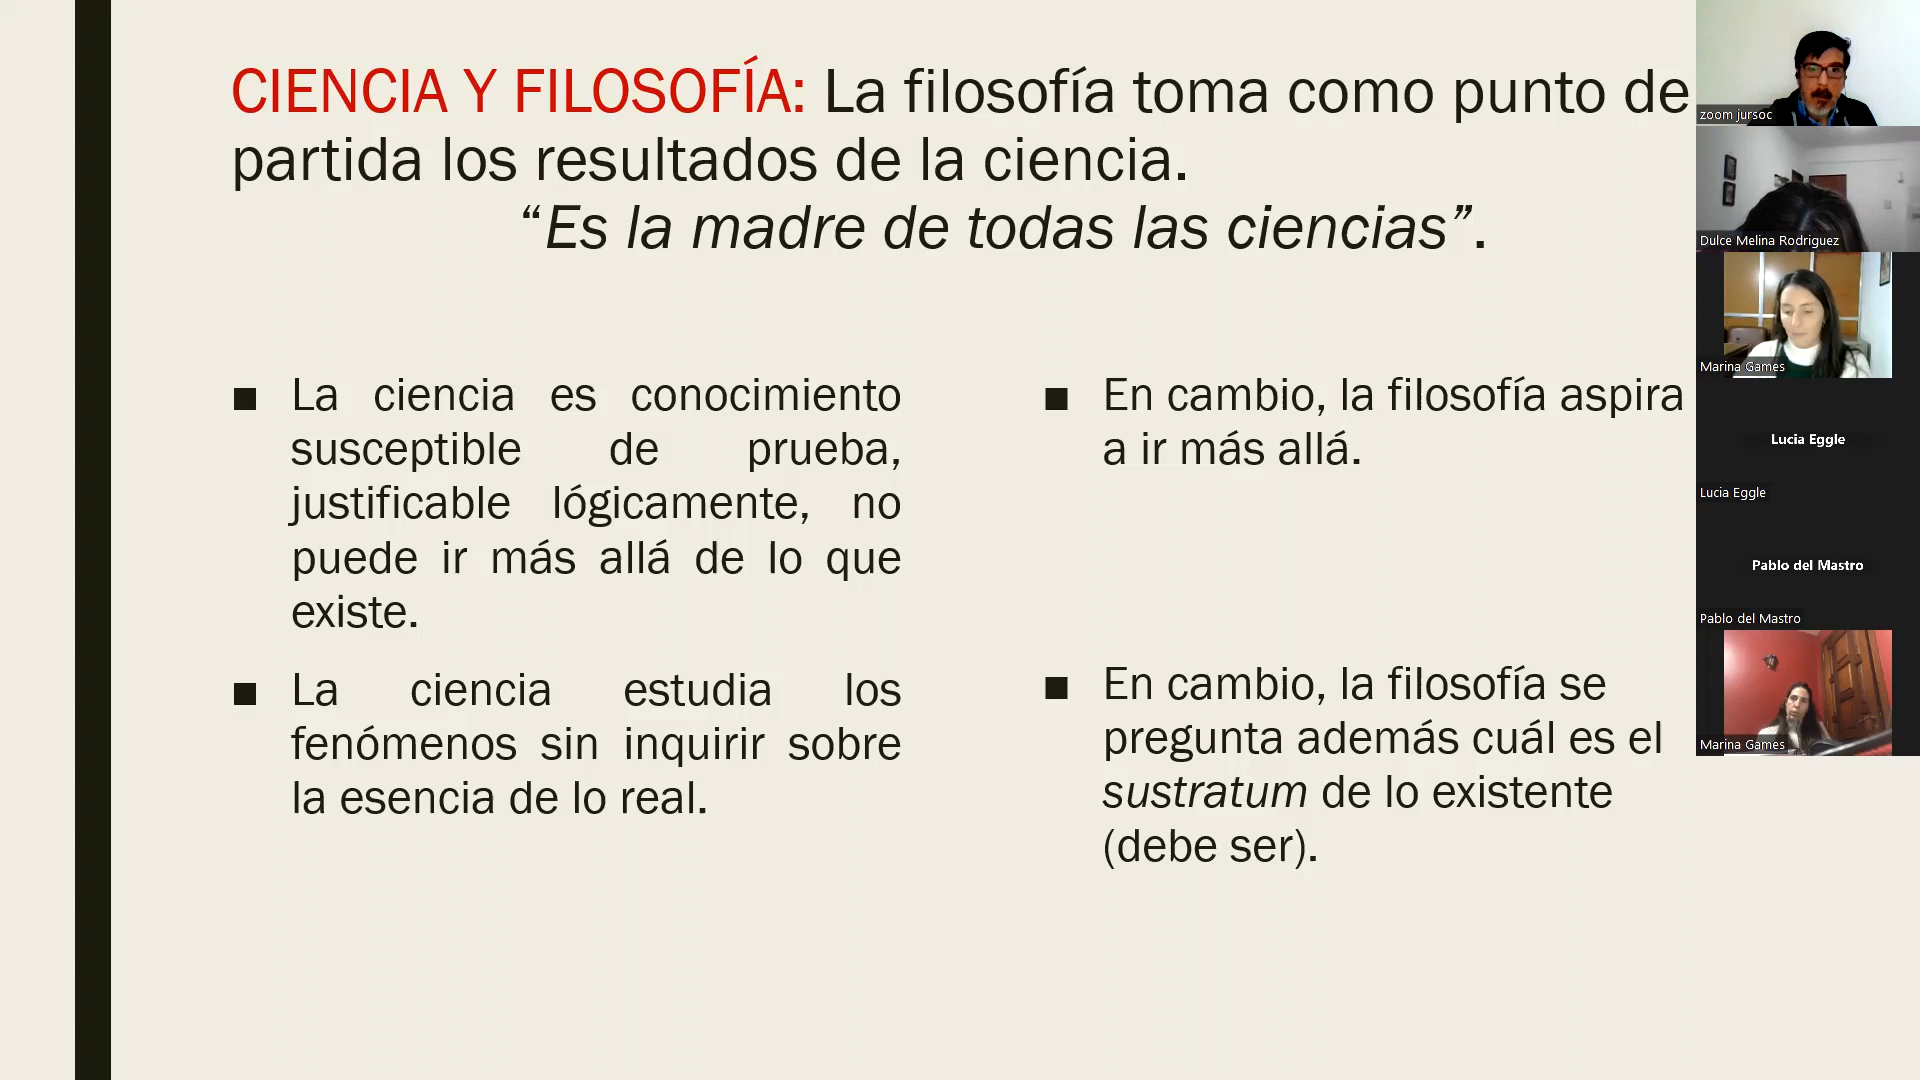 CIENCIA Y FILOSOFÍA: La filosofía toma como punto de
partida los resultados de la ciencia.
“Es la madre de todas las ciencias”.
■ La ciencia es conocimiento
susceptible de prueba,
justificable lógicamente, no
puede ir más allá de lo que
existe.
■ La ciencia estudia los
fenómenos sin inquirir sobre
la esencia de lo real.
■ En cambio, la filosofía aspira
a ir más allá.
■ En cambio, la filosofía se
pregunta además cuál es el
sustratum de lo existente
(debe ser).
zoom jursoc
Dulce Melina Rodriguez
Marina Games
Lucia Eggle
Lucia Eggle
Pablo del Mastro
Pablo del Mastro
Marina Games